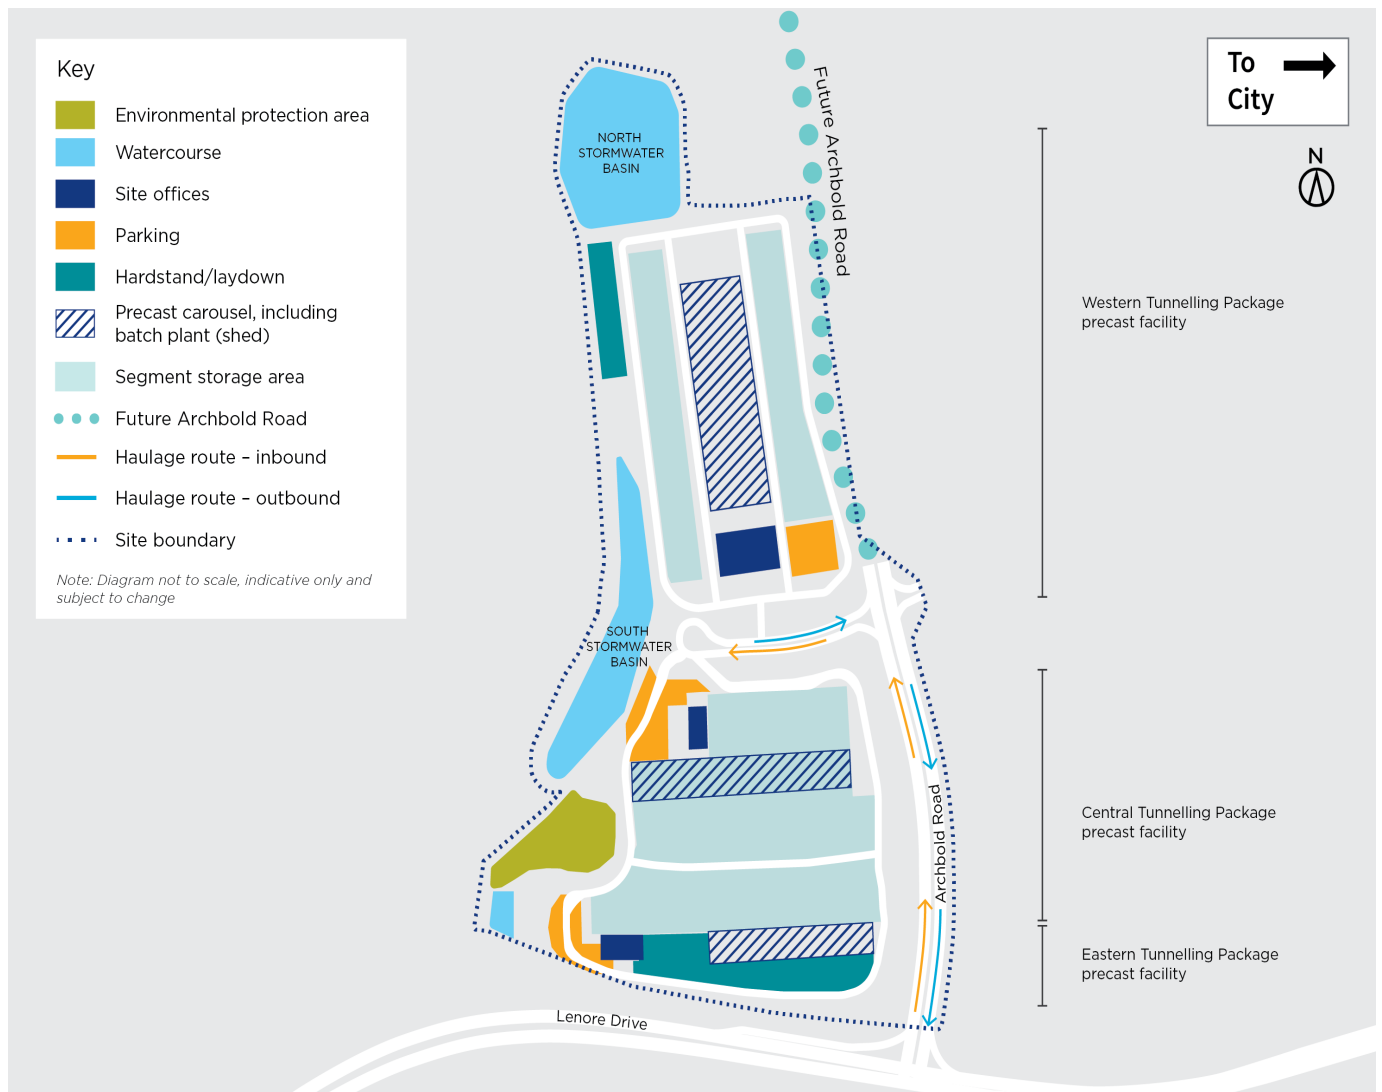 Key
Environmental protection area
Watercourse
Site offices
Parking
Hardstand/laydown
Precast carousel, including
batch plant (shed)
Segment storage area
Future Archbold Road
Haulage route – inbound
Haulage route – outbound
Site boundary
Note: Diagram not to scale, indicative only and
subject to change
NORTH
STORMWATER
BASIN
Future Archbold Road
To
City
N
Western Tunnelling Package
precast facility
SOUTH
STORMWATER
BASIN
Archbold Road
Central Tunnelling Package
precast facility
Eastern Tunnelling Package
precast facility
Lenore Drive